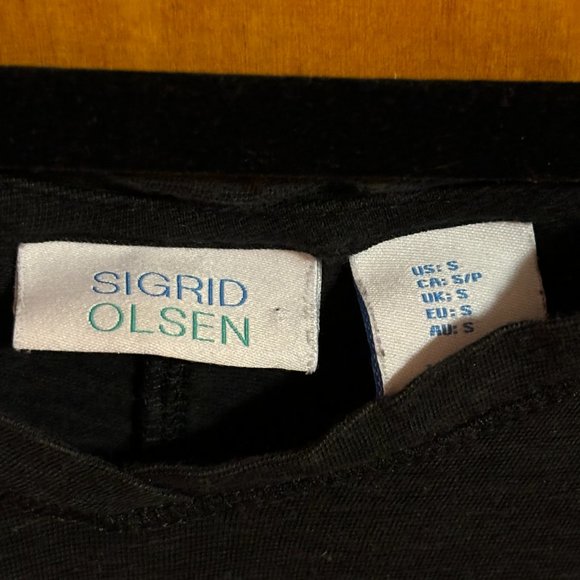 SIGRID
OLSEN
US: S
CA: S/P
UK: S
EU: S
AU: S